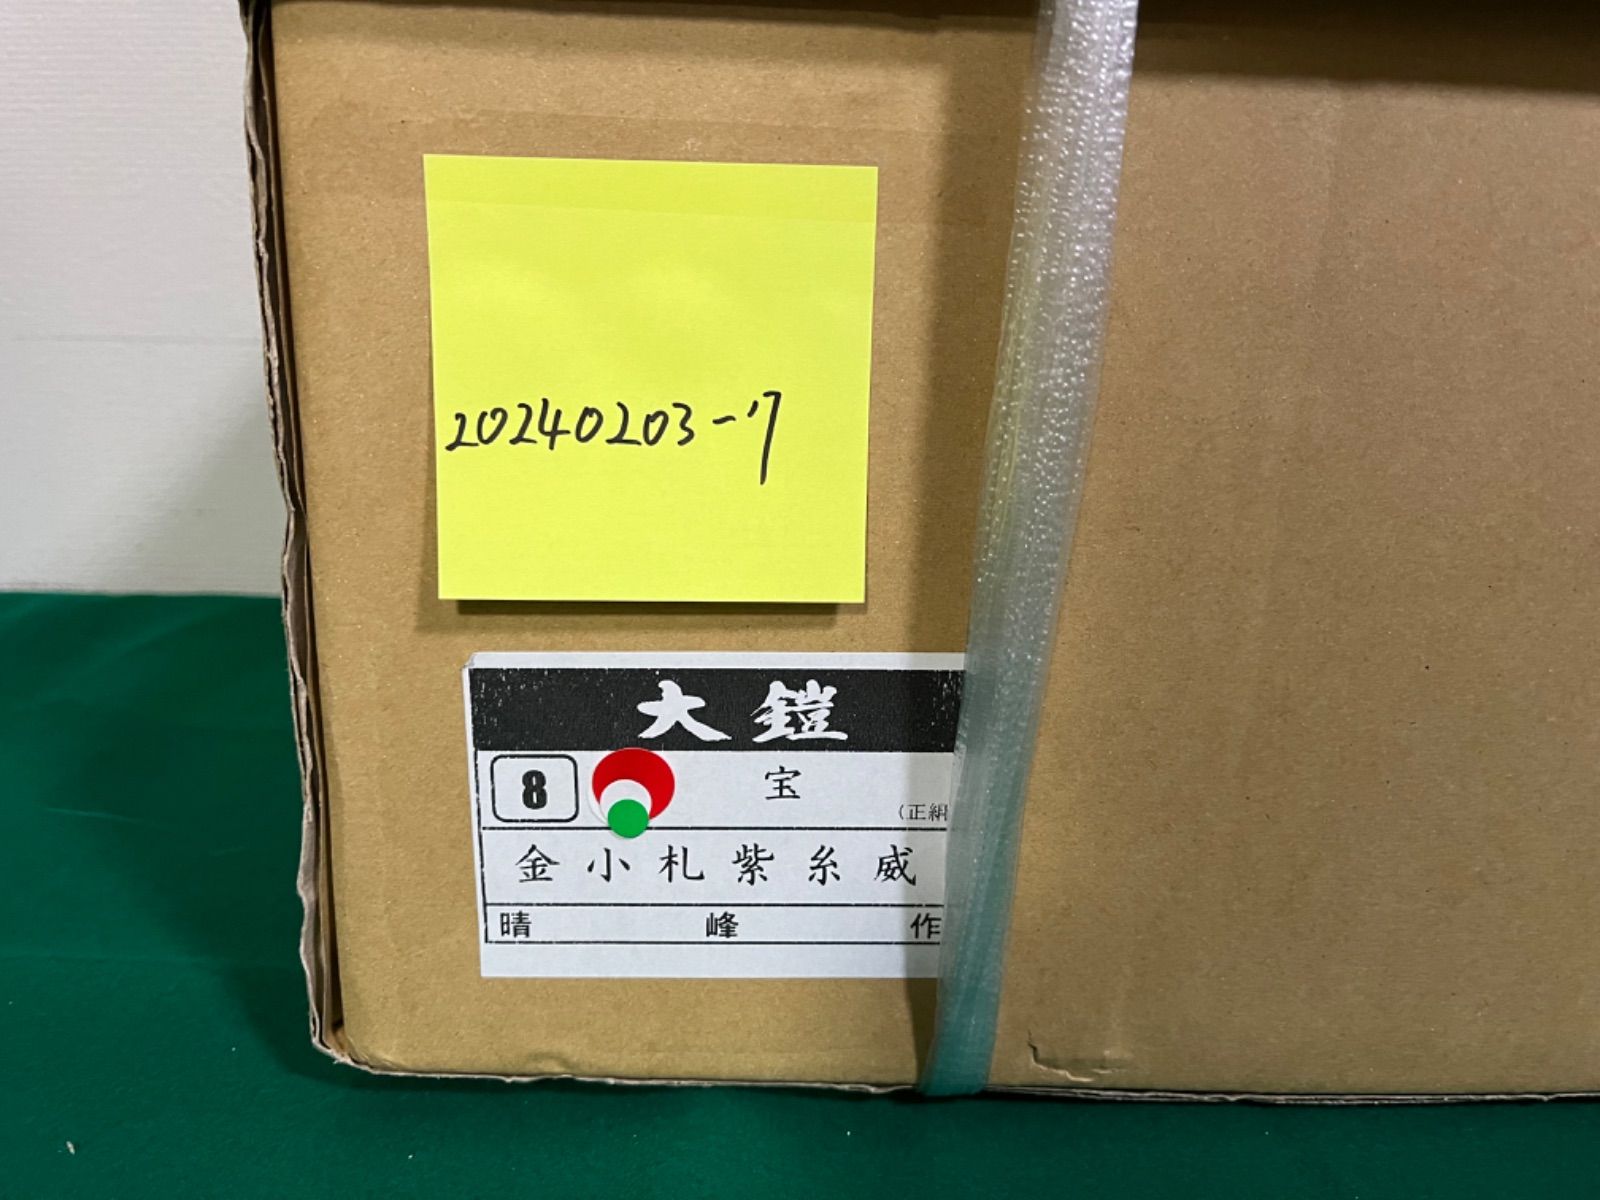 20240203-7
大鎧
8 宝
(正絹
金小札紫糸威
晴峰作